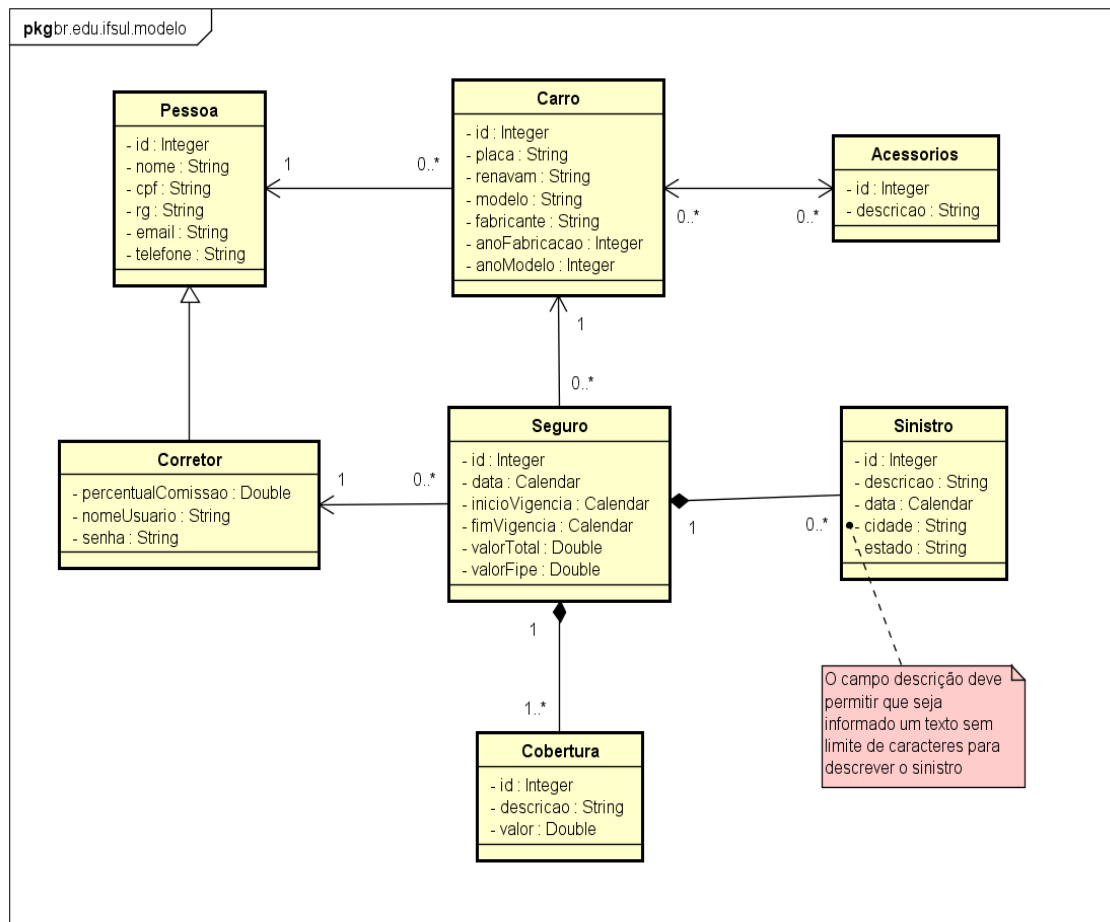 pkgbr.edu.ifsul.modelo
Pessoa
- id : Integer
- nome : String
- cpf : String
- rg : String
- email : String
- telefone : String
1
0..*
Carro
- id : Integer
- placa : String
- renavam : String
- modelo : String
- fabricante : String
- anoFabricacao : Integer
- anoModelo : Integer
0..*
0..*
Acessorios
- id : Integer
- descricao : String
1
0..*
Corretor
- percentualComissao : Double
- nomeUsuario : String
- senha : String
1
0..*
Seguro
- id : Integer
- data : Calendar
- inicioVigencia : Calendar
- fimVigencia : Calendar
- valorTotal : Double
- valorFipe : Double
1
0..*
Sinistro
- id : Integer
- descricao : String
- data : Calendar
- cidade : String
- estado : String
1
1..*
O campo descrição deve
permitir que seja
informado um texto sem
limite de caracteres para
descrever o sinistro
Cobertura
- id : Integer
- descricao : String
- valor : Double